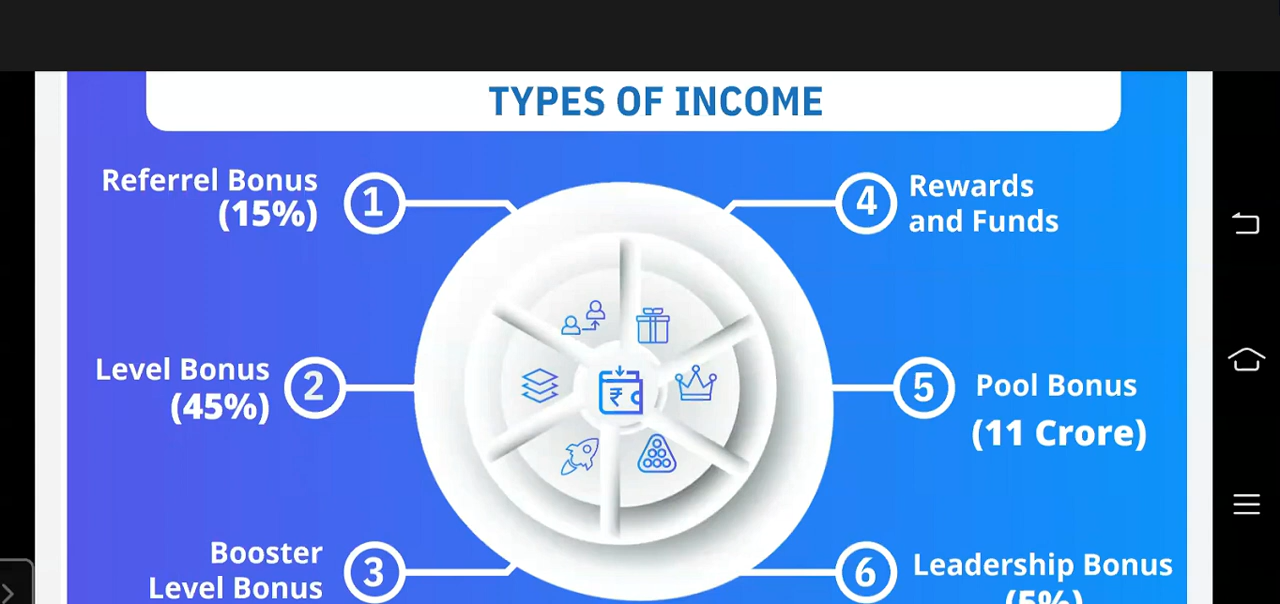 TYPES OF INCOME
Referrel Bonus
(15%)
1
Level Bonus
(45%)
2
Booster
Level Bonus
3
4
Rewards
and Funds
5
Pool Bonus
(11 Crore)
6
Leadership Bonus
(5%)
₹